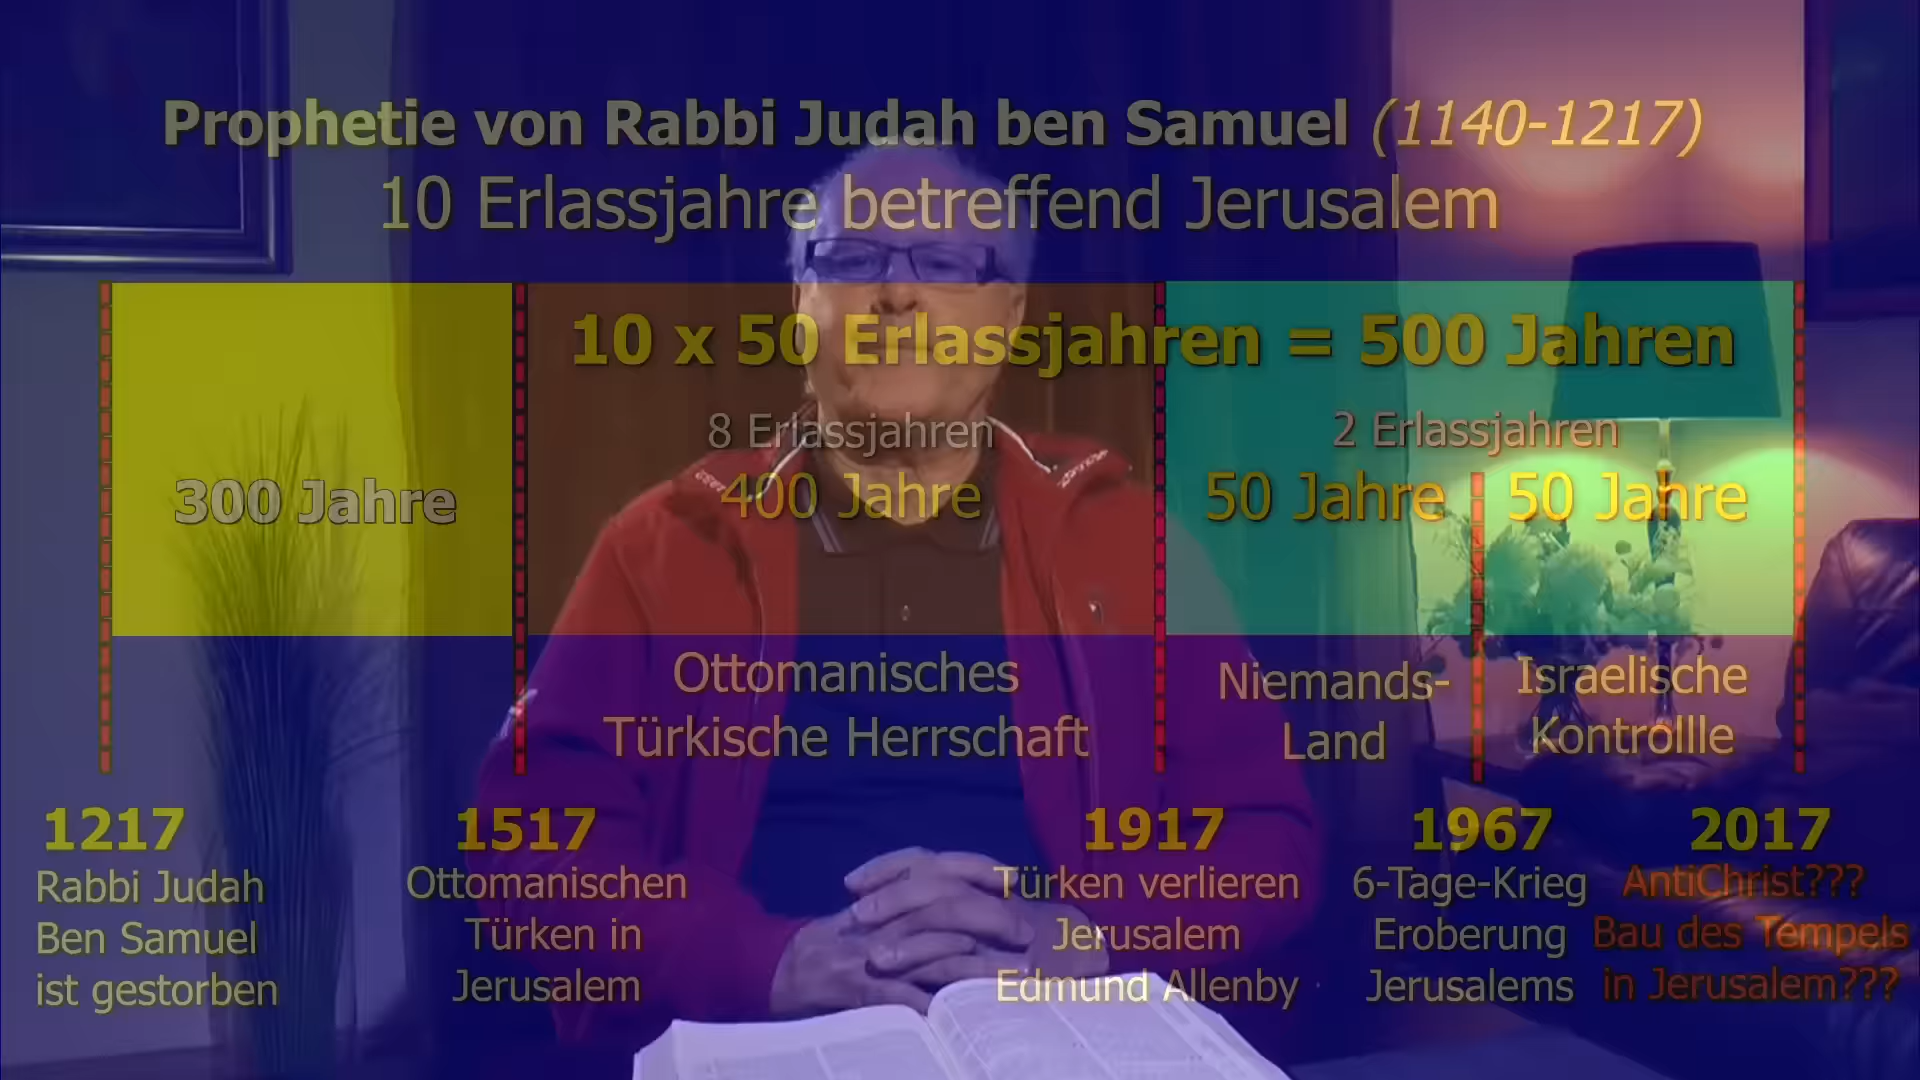 Prophetie von Rabbi Judah ben Samuel (1140-1217)
10 Erlassjahre betreffend Jerusalem
10 x 50 Erlassjahren = 500 Jahren
8 Erlassjahren
2 Erlassjahren
300 Jahre
400 Jahre
50 Jahre
50 Jahre
Ottomanisches
Türkische Herrschaft
Niemands-
Land
Israelische
Kontrollle
1217
Rabbi Judah
Ben Samuel
ist gestorben
1517
Ottomanischen
Türken in
Jerusalem
1917
Türken verlieren
Jerusalem
Edmund Allenby
1967
6-Tage-Krieg
Eroberung
Jerusalems
2017
AntiChrist???
Bau des Tempels
in Jerusalem???